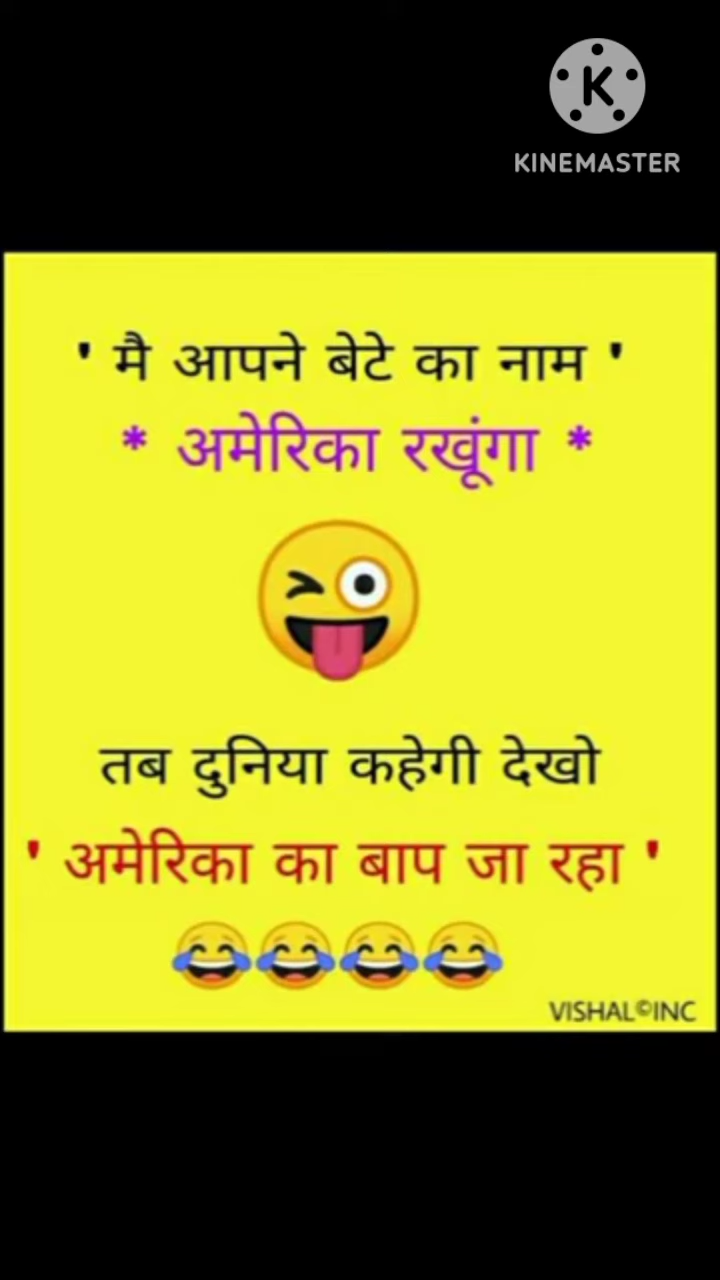 KINEMASTER
' मै आपने बेटे का नाम '
* अमेरिका रखूंगा *
तब दुनिया कहेगी देखो
' अमेरिका का बाप जा रहा '
VISHAL©INC